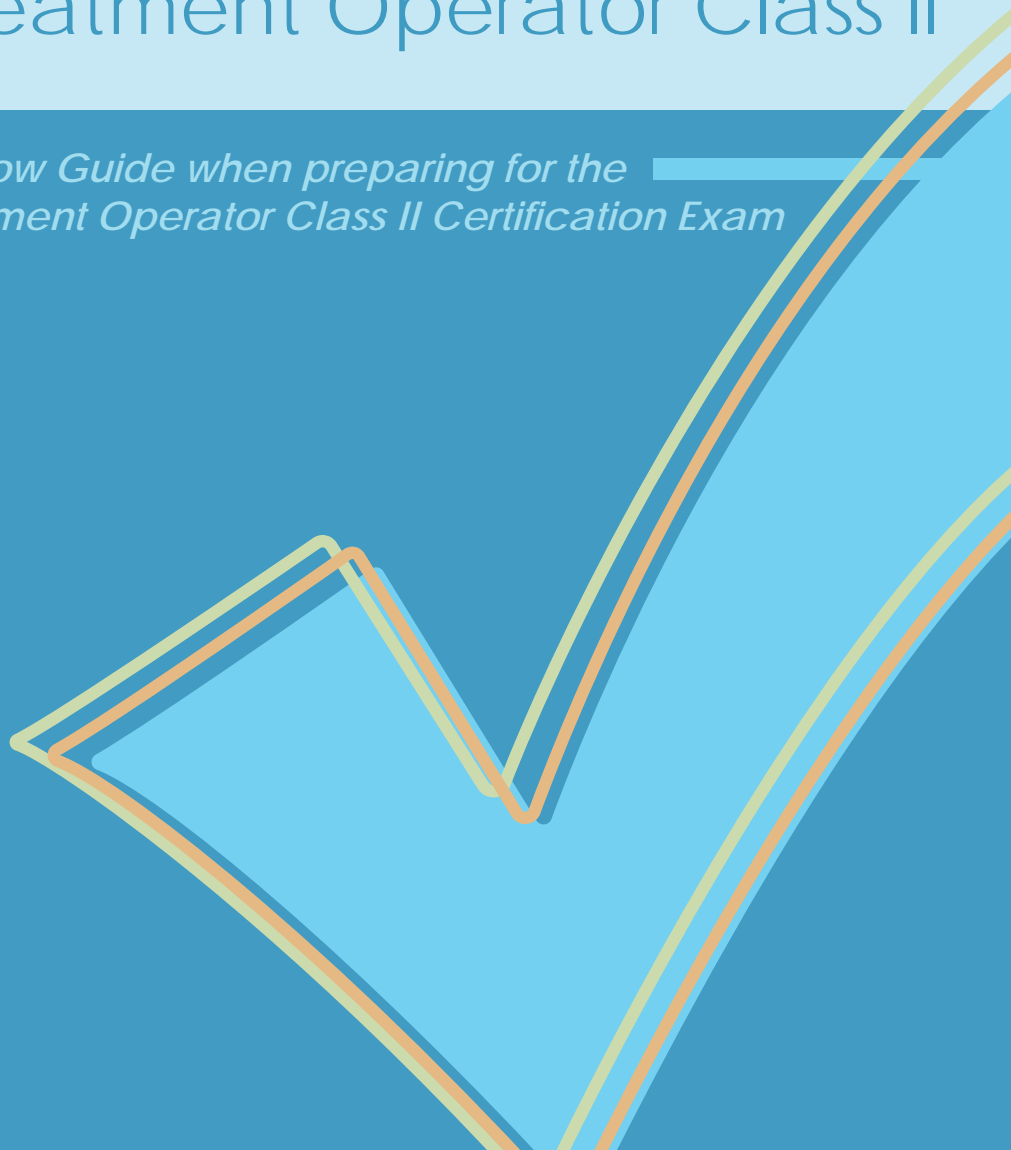 eatment Operator Class II
ow Guide when preparing for the
ment Operator Class II Certification Exam